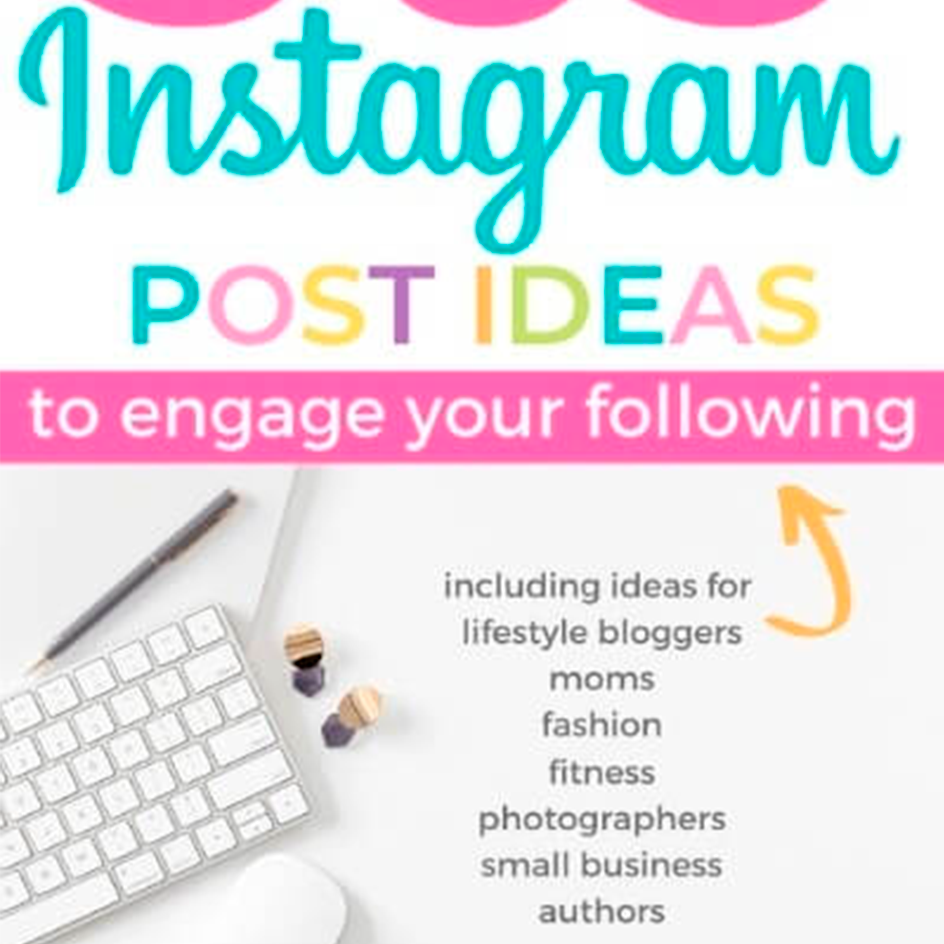 Instagram
POST IDEAS
to engage your following
including ideas for
lifestyle bloggers
moms
fashion
fitness
photographers
small business
authors